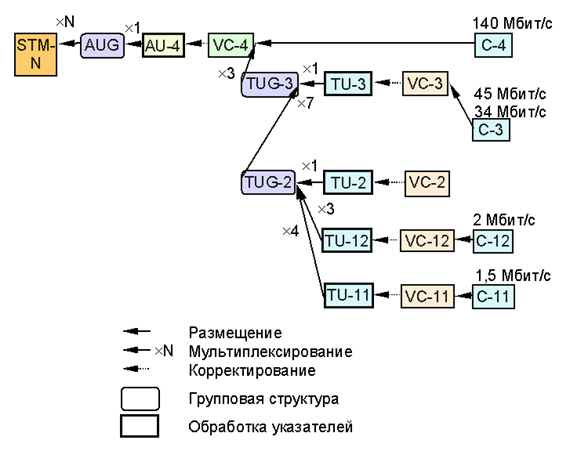 ×N
×1
140 Мбит/с
STM-
N
AUG
AU-4
VC-4
C-4
×3
×1
TUG-3
TU-3
VC-3
45 Мбит/с
34 Мбит/с
×7
C-3
×1
TUG-2
TU-2
VC-2
×3
2 Мбит/с
×4
TU-12
VC-12
C-12
1,5 Мбит/с
TU-11
VC-11
C-11
Размещение
×N Мультиплексирование
Корректирование
Групповая структура
Обработка указателей